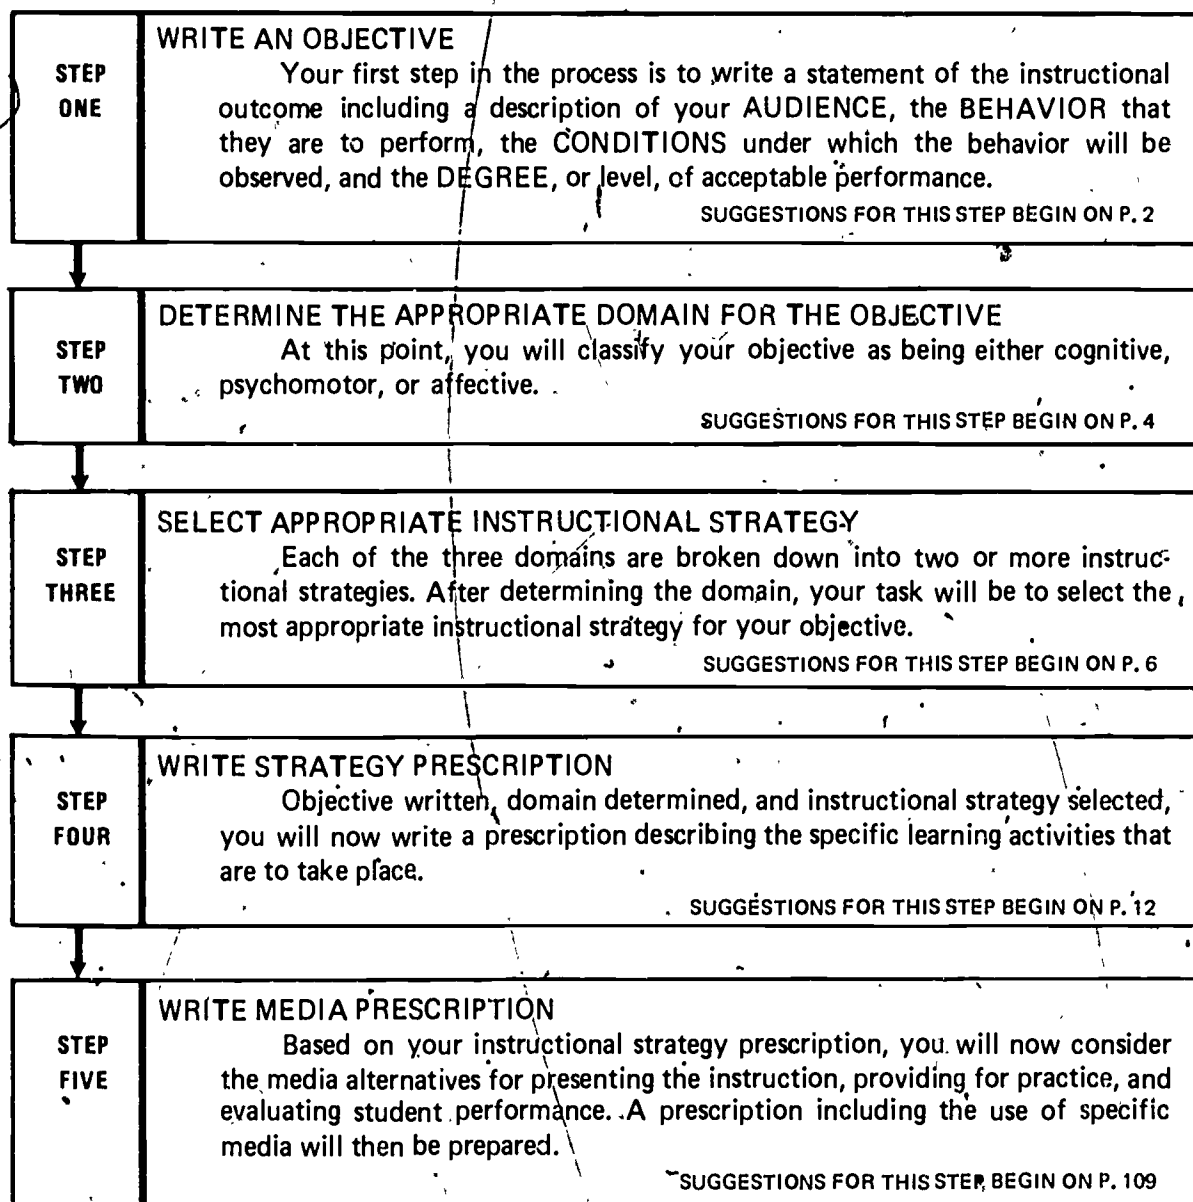 WRITE AN OBJECTIVE
STEP
ONE
Your first step in the process is to write a statement of the instructional
outcome including a description of your AUDIENCE, the BEHAVIOR that
they are to perform, the CONDITIONS under which the behavior will be
observed, and the DEGREE, or level, of acceptable performance.
SUGGESTIONS FOR THIS STEP BEGIN ON P. 2
DETERMINE THE APPROPRIATE DOMAIN FOR THE OBJECTIVE
STEP
TWO
At this point, you will classify your objective as being either cognitive,
psychomotor, or affective.
SUGGESTIONS FOR THIS STEP BEGIN ON P. 4
SELECT APPROPRIATE INSTRUCTIONAL STRATEGY
STEP
THREE
Each of the three domains are broken down into two or more instruc-
tional strategies. After determining the domain, your task will be to select the
most appropriate instructional strategy for your objective.
SUGGESTIONS FOR THIS STEP BEGIN ON P. 6
WRITE STRATEGY PRESCRIPTION
STEP
FOUR
Objective written, domain determined, and instructional strategy selected,
you will now write a prescription describing the specific learning activities that
are to take place.
SUGGESTIONS FOR THIS STEP BEGIN ON P. 12
WRITE MEDIA PRESCRIPTION
STEP
FIVE
Based on your instructional strategy prescription, you will now consider
the media alternatives for presenting the instruction, providing for practice, and
evaluating student performance. A prescription including the use of specific
media will then be prepared.
SUGGESTIONS FOR THIS STEP BEGIN ON P. 109